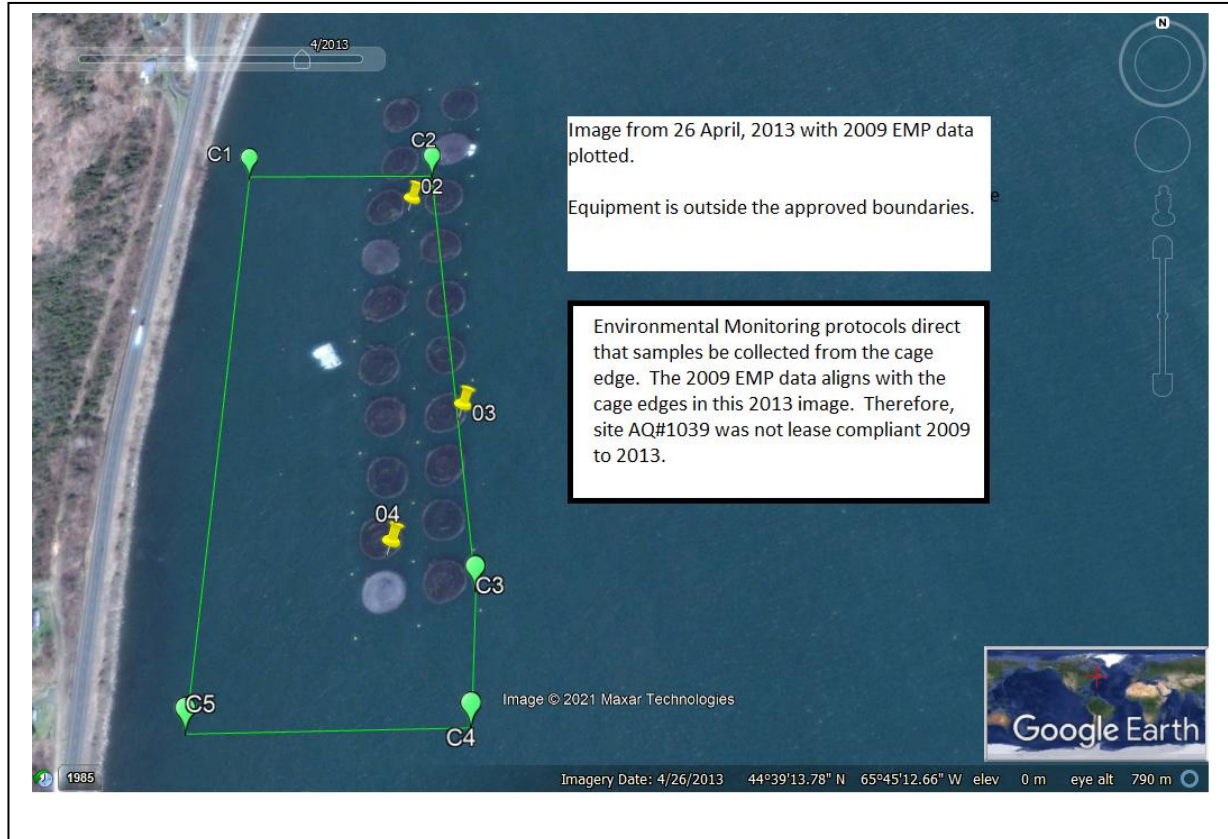 4/2013
N
Image from 26 April, 2013 with 2009 EMP data
plotted.
Equipment is outside the approved boundaries.
e
C1
C2
02
Environmental Monitoring protocols direct
that samples be collected from the cage
edge. The 2009 EMP data aligns with the
cage edges in this 2013 image. Therefore,
site AQ#1039 was not lease compliant 2009
to 2013.
03
04
C3
C5
C4
Image © 2021 Maxar Technologies
Google Earth
1985
Imagery Date: 4/26/2013 44°39'13.78" N 65°45'12.66" W elev 0 m eye alt 790 m